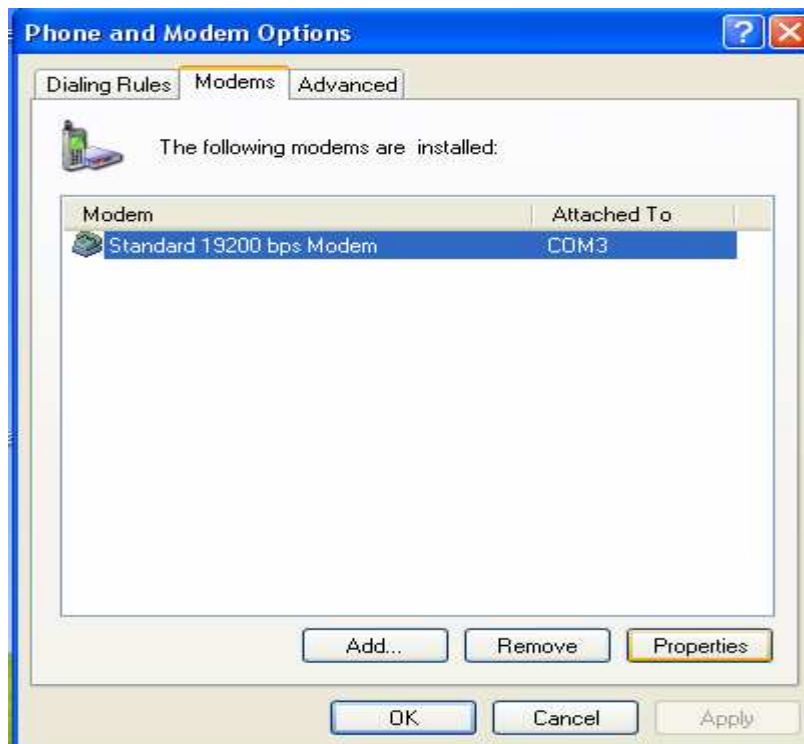 Phone and Modem Options
Dialing Rules Modems Advanced
The following modems are installed:
Modem Attached To
Standard 19200 bps Modem COM3
Add... Remove Properties
OK Cancel Apply